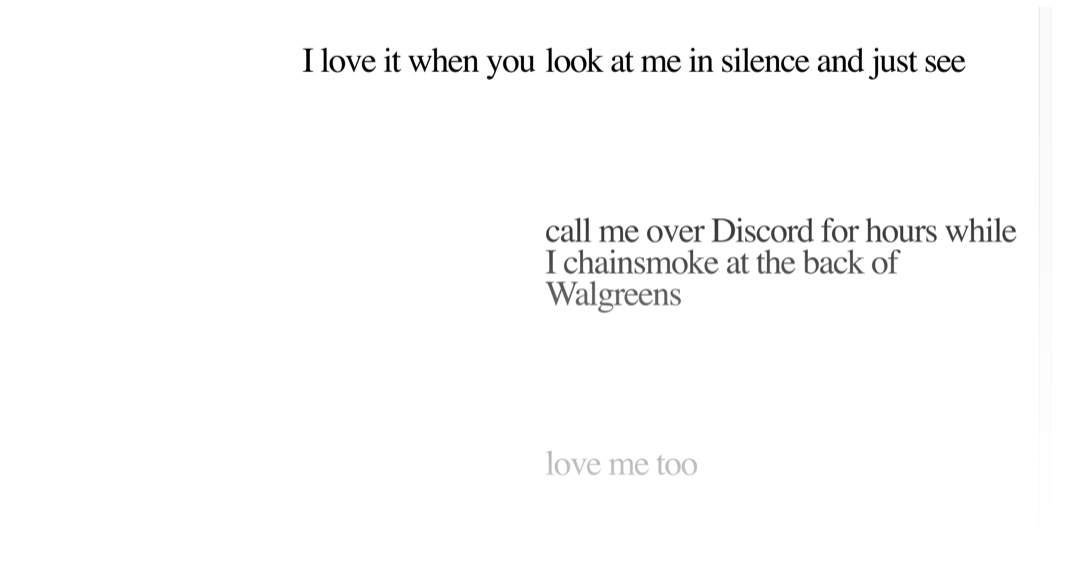 I love it when you look at me in silence and just see
call me over Discord for hours while
I chainsmoke at the back of
Walgreens
love me too